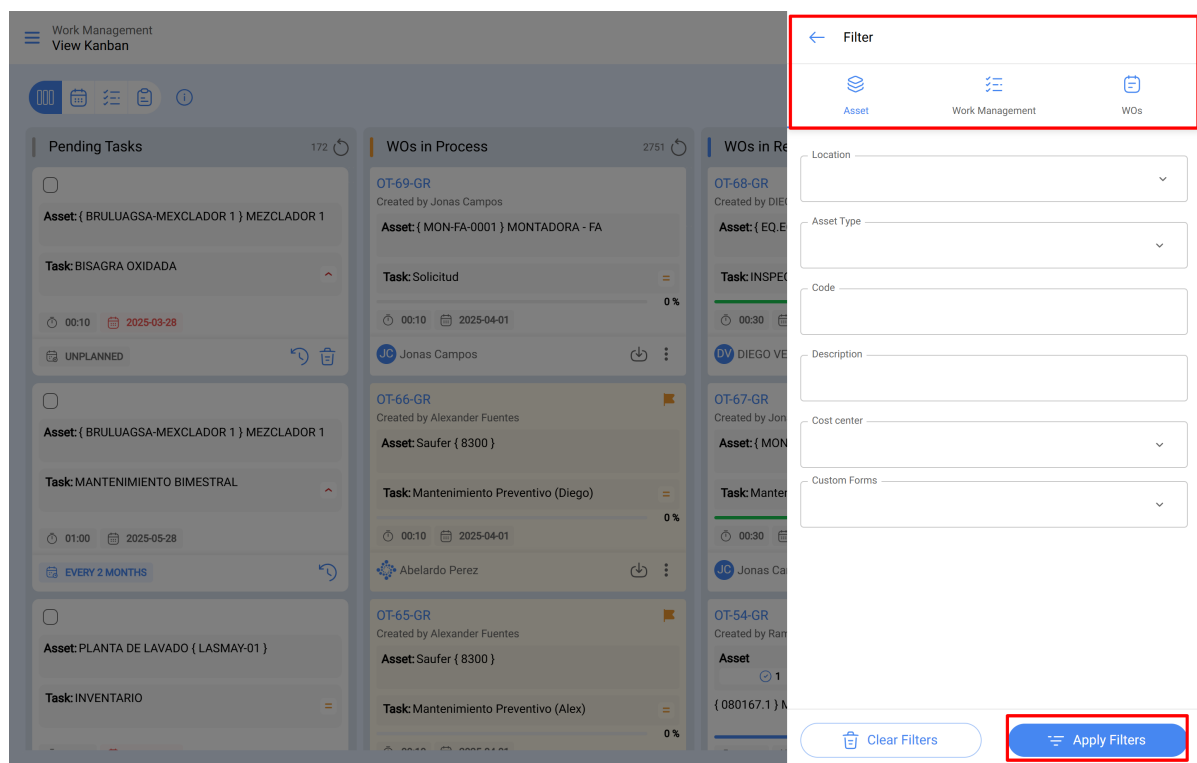 Work Management
View Kanban
Pending Tasks 172
Asset: { BRULUAGSA-MEXCLADOR 1 } MEZCLADOR 1
Task: BISAGRA OXIDADA
00:10 2025-03-28
UNPLANNED
Asset: { BRULUAGSA-MEXCLADOR 1 } MEZCLADOR 1
Task: MANTENIMIENTO BIMESTRAL
01:00 2025-05-28
EVERY 2 MONTHS
Asset: PLANTA DE LAVADO { LASMAY-01 }
Task: INVENTARIO
WOs in Process 2751
OT-69-GR
Created by Jonas Campos
Asset: { MON-FA-0001 } MONTADORA - FA
Task: Solicitud
0 %
00:10 2025-04-01
JC Jonas Campos
OT-66-GR
Created by Alexander Fuentes
Asset: Saufer { 8300 }
Task: Mantenimiento Preventivo (Diego)
0 %
00:10 2025-04-01
Abelardo Perez
OT-65-GR
Created by Alexander Fuentes
Asset: Saufer { 8300 }
Task: Mantenimiento Preventivo (Alex)
0 %
WOs in Re
OT-68-GR
Created by DIE
Asset: { EQ.E
Task: INSPEC
00:30
DV DIEGO VE
OT-67-GR
Created by Jon
Asset: { MON
Task: Manter
00:30
JC Jonas Ca
OT-54-GR
Created by Ram
Asset
1
{ 080167.1 } M
Filter
Asset Work Management WOs
Location
Asset Type
Code
Description
Cost center
Custom Forms
Clear Filters Apply Filters